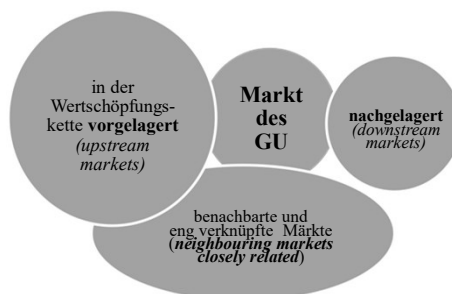 in der
Wertschöpfungs-
kette vorgelagert
(upstream
markets)
Markt
des
GU
nachgelagert
(downstream
markets)
benachbarte und
eng verknüpfte Märkte
(neighbouring markets
closely related)